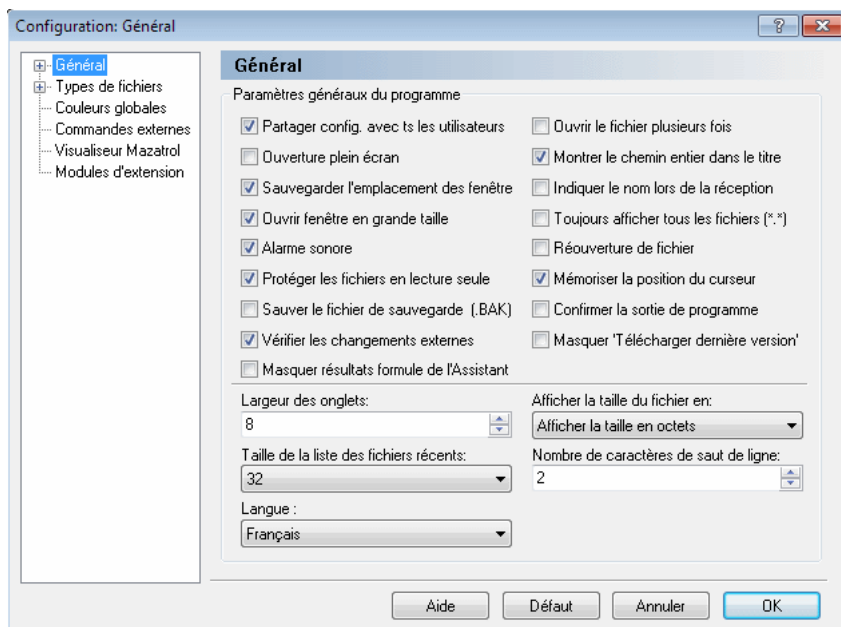 Configuration: Général
Général
Types de fichiers
Couleurs globales
Commandes externes
Visualiseur Mazatrol
Modules d'extension
Général
Paramètres généraux du programme
Partager config. avec ts les utilisateurs
Ouverture plein écran
Sauvegarder l'emplacement des fenêtre
Ouvrir fenêtre en grande taille
Alarme sonore
Protéger les fichiers en lecture seule
Sauver le fichier de sauvegarde (.BAK)
Vérifier les changements externes
Masquer résultats formule de l'Assistant
Ouvrir le fichier plusieurs fois
Montrer le chemin entier dans le titre
Indiquer le nom lors de la réception
Toujours afficher tous les fichiers (*.*)
Réouverture de fichier
Mémoriser la position du curseur
Confirmer la sortie de programme
Masquer 'Télécharger dernière version'
Largeur des onglets:
8
Taille de la liste des fichiers récents:
32
Langue :
Français
Afficher la taille du fichier en:
Afficher la taille en octets
Nombre de caractères de saut de ligne:
2
Aide
Défaut
Annuler
OK